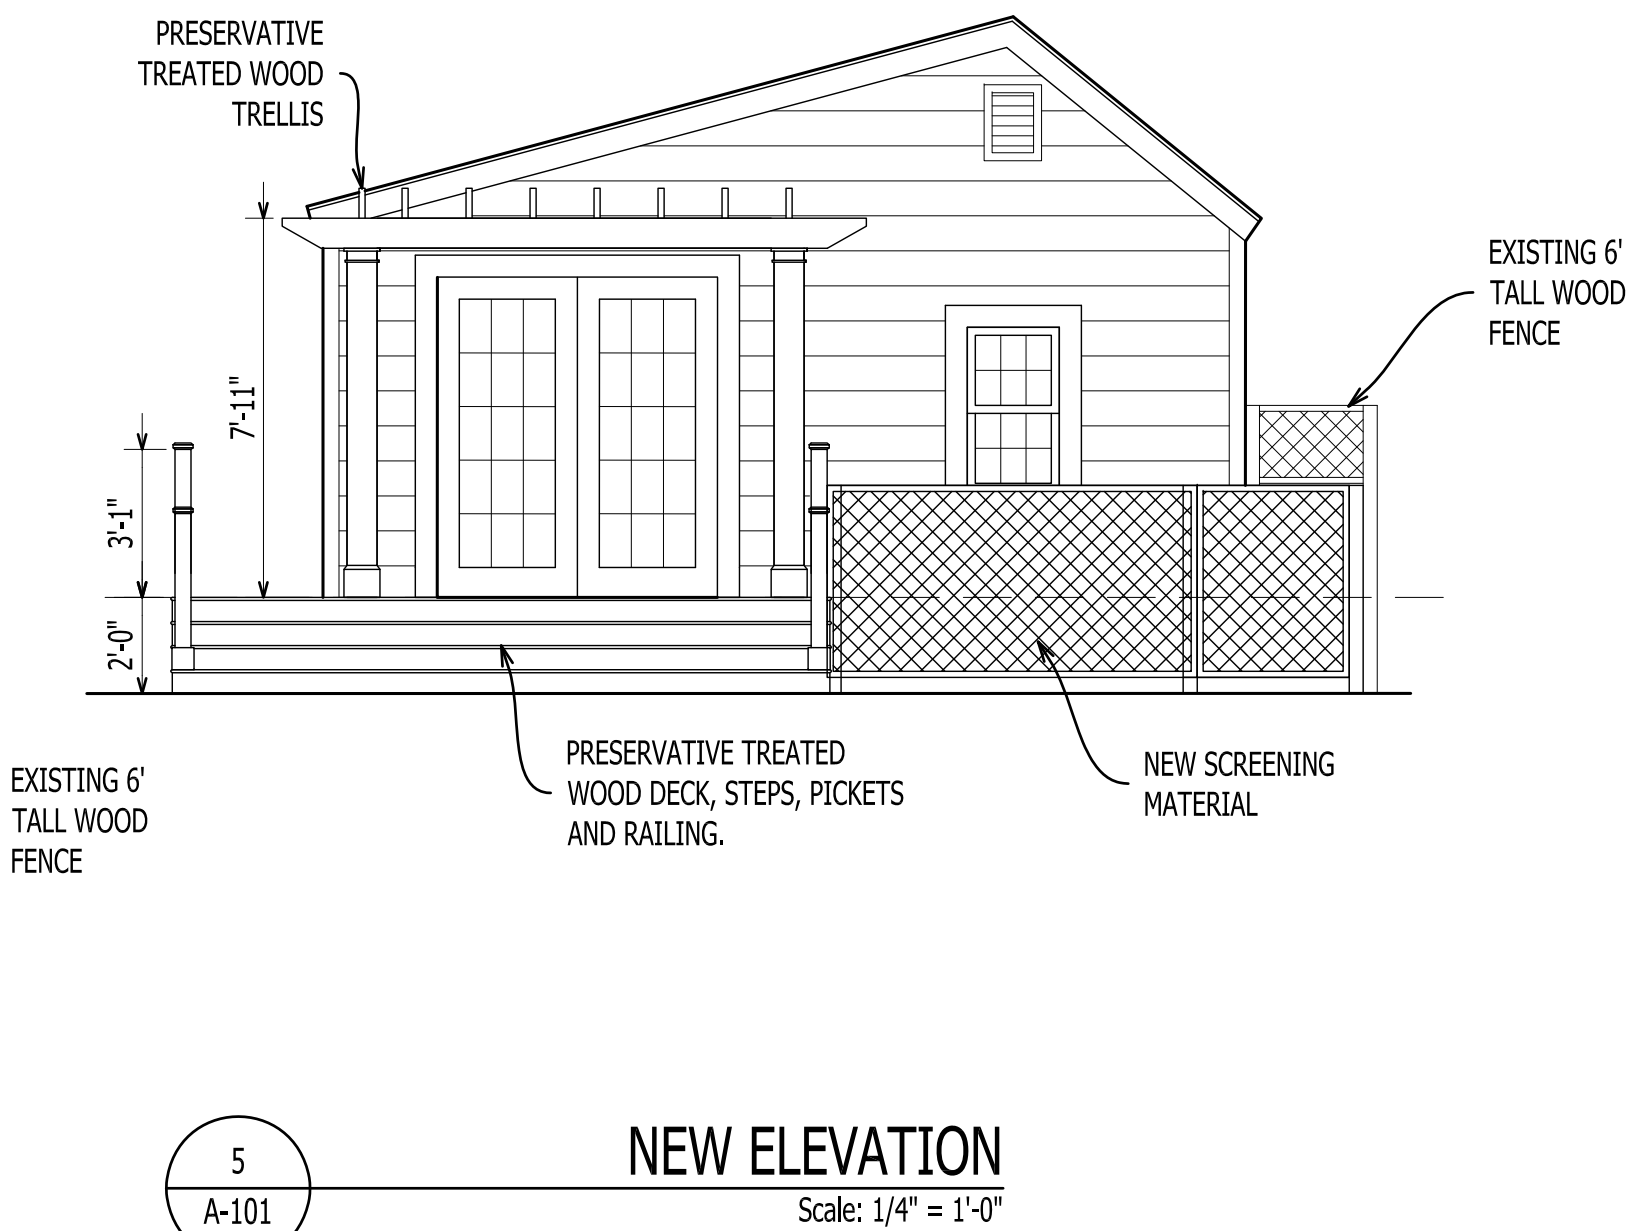 PRESERVATIVE
TREATED WOOD
TRELLIS
EXISTING 6'
TALL WOOD
FENCE
7'-11"
3'-1"
2'-0"
PRESERVATIVE TREATED
WOOD DECK, STEPS, PICKETS
AND RAILING.
NEW SCREENING
MATERIAL
EXISTING 6'
TALL WOOD
FENCE
5
A-101
NEW ELEVATION
Scale: 1/4" = 1'-0"